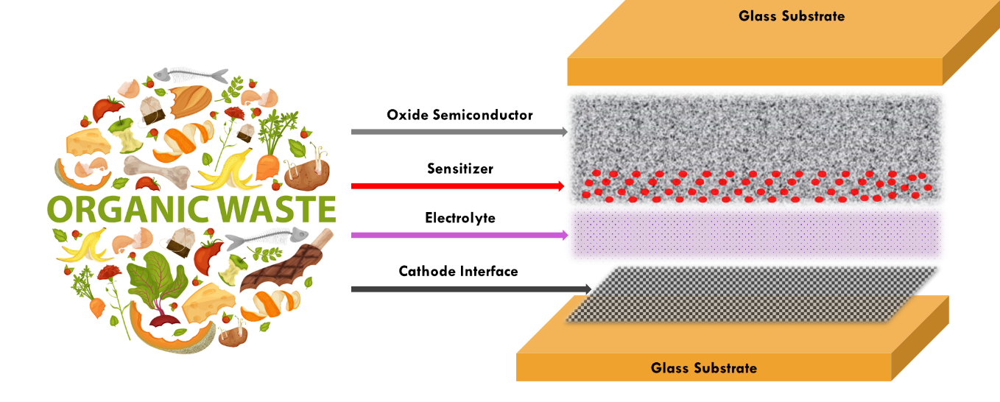 Glass Substrate
Oxide Semiconductor
Sensitizer
ORGANIC WASTE
Electrolyte
Cathode Interface
Glass Substrate